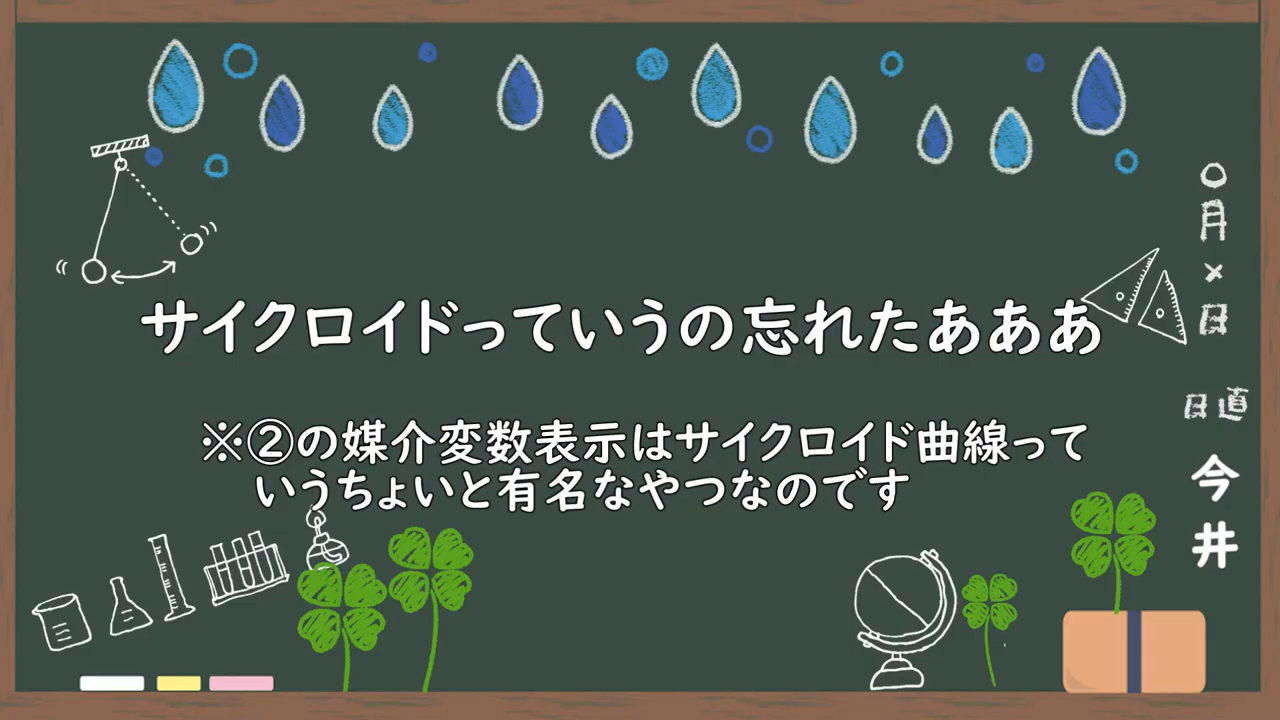 サイクロイドっていうの忘れたあああ
※②の媒介変数表示はサイクロイド曲線って
いうちょいと有名なやつなのです
〇月×日
日直
今井